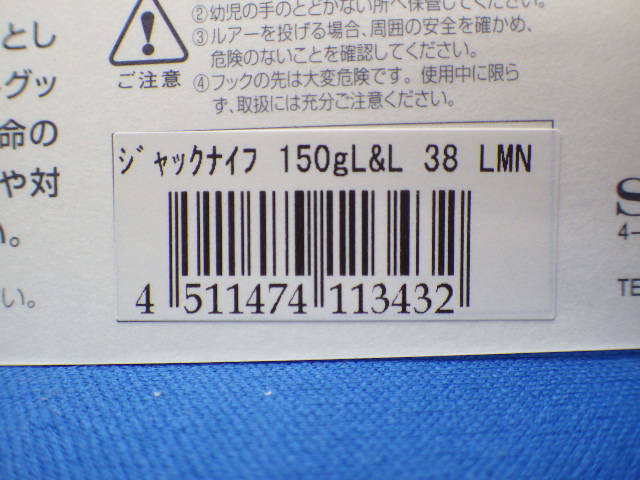 とし
グッ
命の
や対
い。
い。
②幼児の手のとどかない所へ保管してください。
③ルアーを投げる場合、周囲の安全を確かめ、
危険のないことを確認してください。
④フックの先は大変危険です。使用中に限ら
ず、取扱には充分ご注意ください。
ご注意
ジャックナイフ 150gL&L 38 LMN
4 511474 113432
S
4-
TE